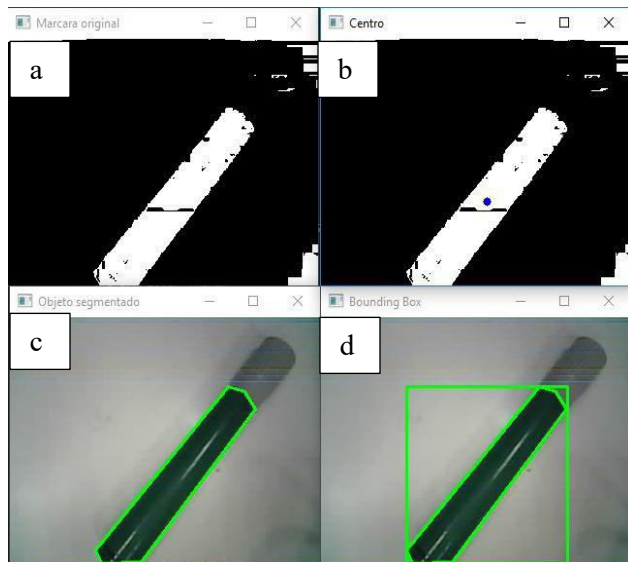 Marcara original
Centro
a
b
Objeto segmentado
Bounding Box
c
d